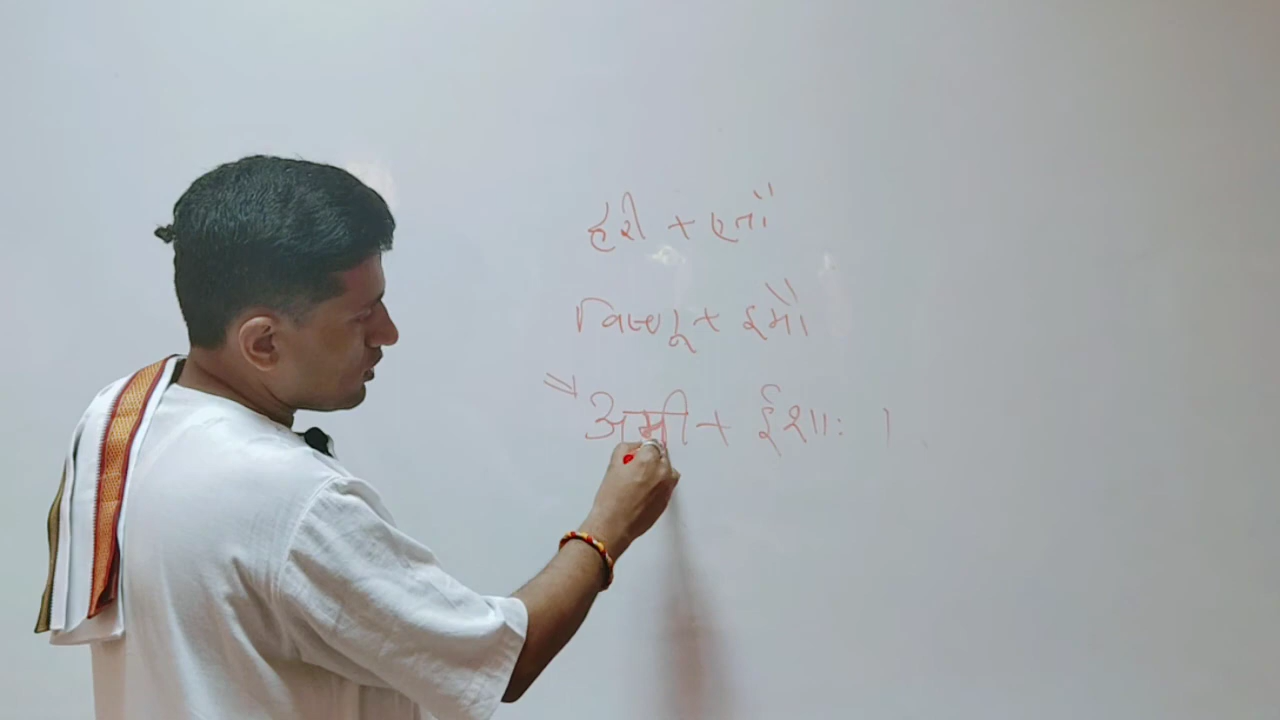 हरी + एतौ
विष्णू + इमौ
⇒ अमी + ईशाः ।